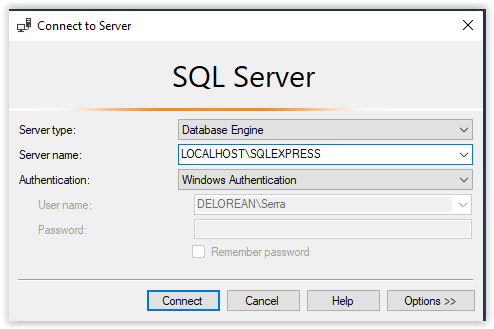 Connect to Server
SQL Server
Server type: Database Engine
Server name: LOCALHOST\SQLEXPRESS
Authentication: Windows Authentication
User name: DELOREAN\Serra
Password:
Remember password
Connect Cancel Help Options >>